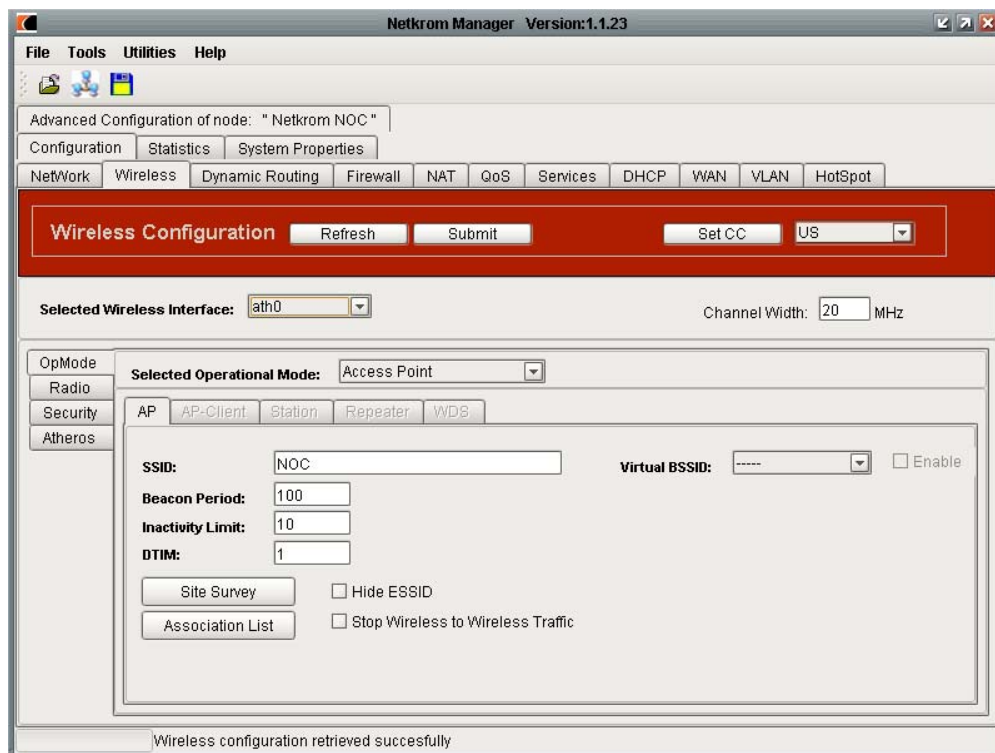 Netkrom Manager Version:1.1.23
File Tools Utilities Help
Advanced Configuration of node: " Netkrom NOC "
Configuration Statistics System Properties
NetWork Wireless Dynamic Routing Firewall NAT QoS Services DHCP WAN VLAN HotSpot
Wireless Configuration Refresh Submit Set CC US
Selected Wireless Interface: ath0 Channel Width: 20 MHz
OpMode
Radio
Security
Atheros
Selected Operational Mode: Access Point
AP AP-Client Station Repeater WDS
SSID: NOC Virtual BSSID: ----- Enable
Beacon Period: 100
Inactivity Limit: 10
DTIM: 1
Site Survey Hide ESSID
Association List Stop Wireless to Wireless Traffic
Wireless configuration retrieved succesfully